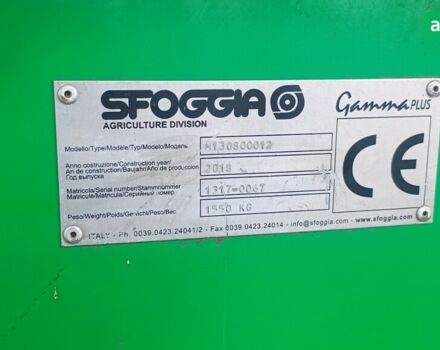 a
SFOGGIA
AGRICULTURE DIVISION
Gamma PLUS
Modello/Type/Modèle/Typ/Modelo/Модель M130800012
Anno costruzione/Construction year/
An de construction/Baujahr/Año de producción 2018
Год выпуска
Matricola/Serial number/Stammnummer 1317-0067
Matricule/Matricula/Серийный номер
Peso/Weight/Poids/Gewicht/Peso/Вес 1550 KG
CE
ITALY - Ph. 0039.0423.24041/2 - Fax 0039.0423.24014 - info@sfoggia.com - www.sfoggia.com